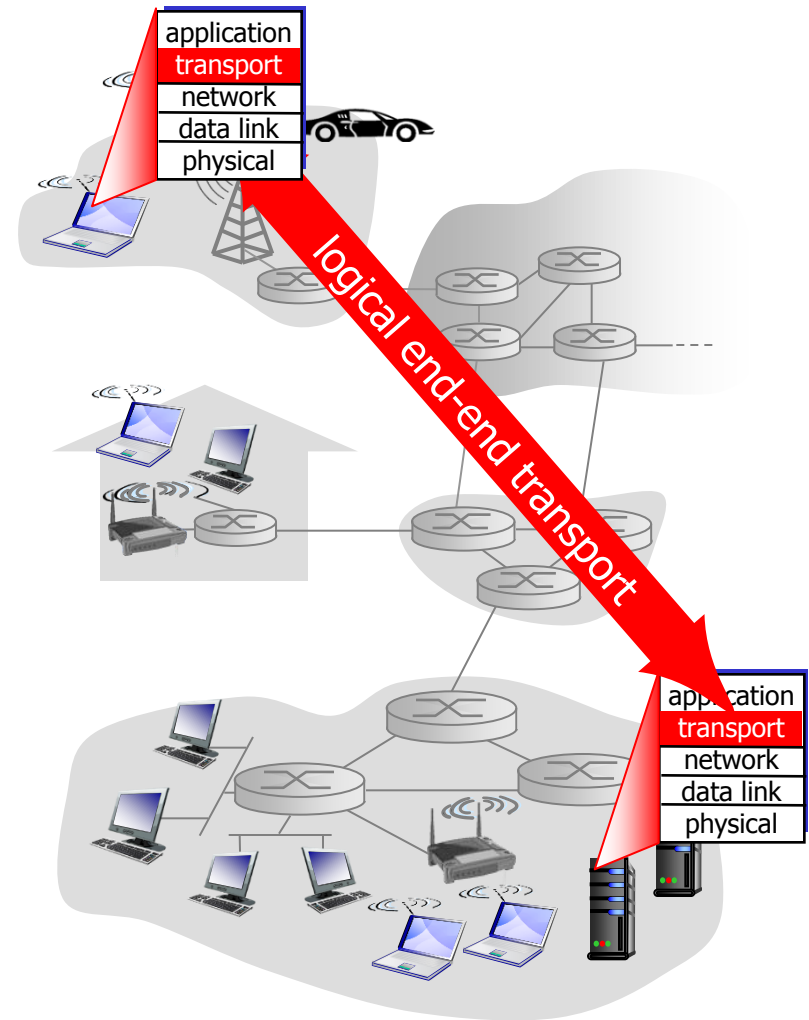 application
transport
network
data link
physical
logical end-end transport
application
transport
network
data link
physical